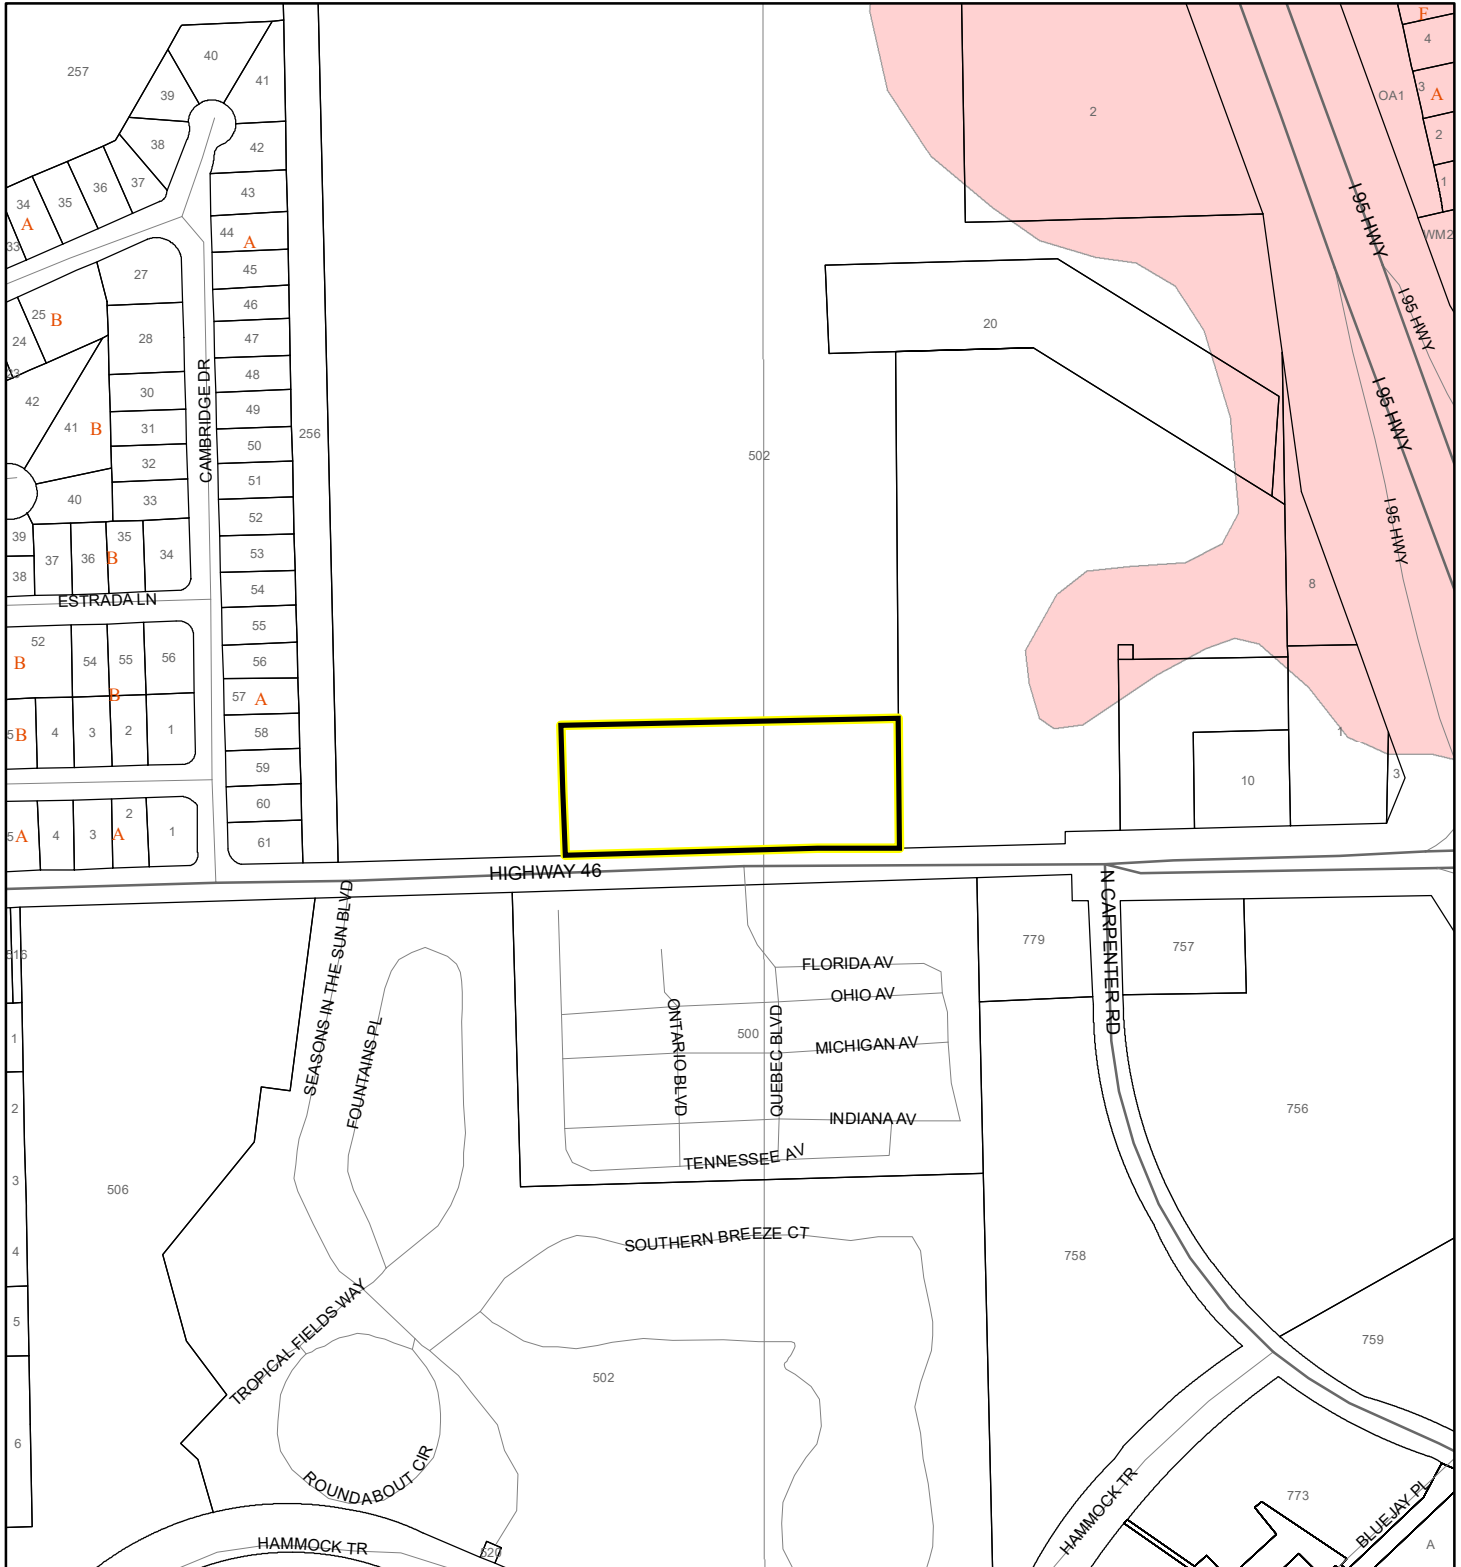 F
4
40
257
41
39
OA1
3
A
2
2
38
42
37
1
36
43
35
34
A
33
44
A
WM2
I 95 HWY
45
27
46
I 95 HWY
25
B
20
47
24
28
23
48
42
30
CAMBRIDGE DR
49
I 95 HWY
41
B
31
256
50
502
32
51
40
33
52
I 95 HWY
39
35
53
37
36
B
34
38
54
8
ESTRADA LN
55
52
56
B
54
55
56
B
57
A
5
B
4
3
2
1
58
1
59
3
10
60
5
A
4
3
2
A
1
61
HIGHWAY 46
N CARPENTER RD
SEASONS IN THE SUN BLVD
779
757
516
FLORIDA AV
OHIO AV
ONTARIO BLVD
QUEBEC BLVD
500
1
FOUNTAINS PL
MICHIGAN AV
2
756
INDIANA AV
TENNESSEE AV
3
506
SOUTHERN BREEZE CT
4
758
5
TROPICAL FIELDS WAY
759
502
6
ROUNDABOUT CIR
HAMMOCK TR
773
BLUEJAY PL
HAMMOCK TR
520
A